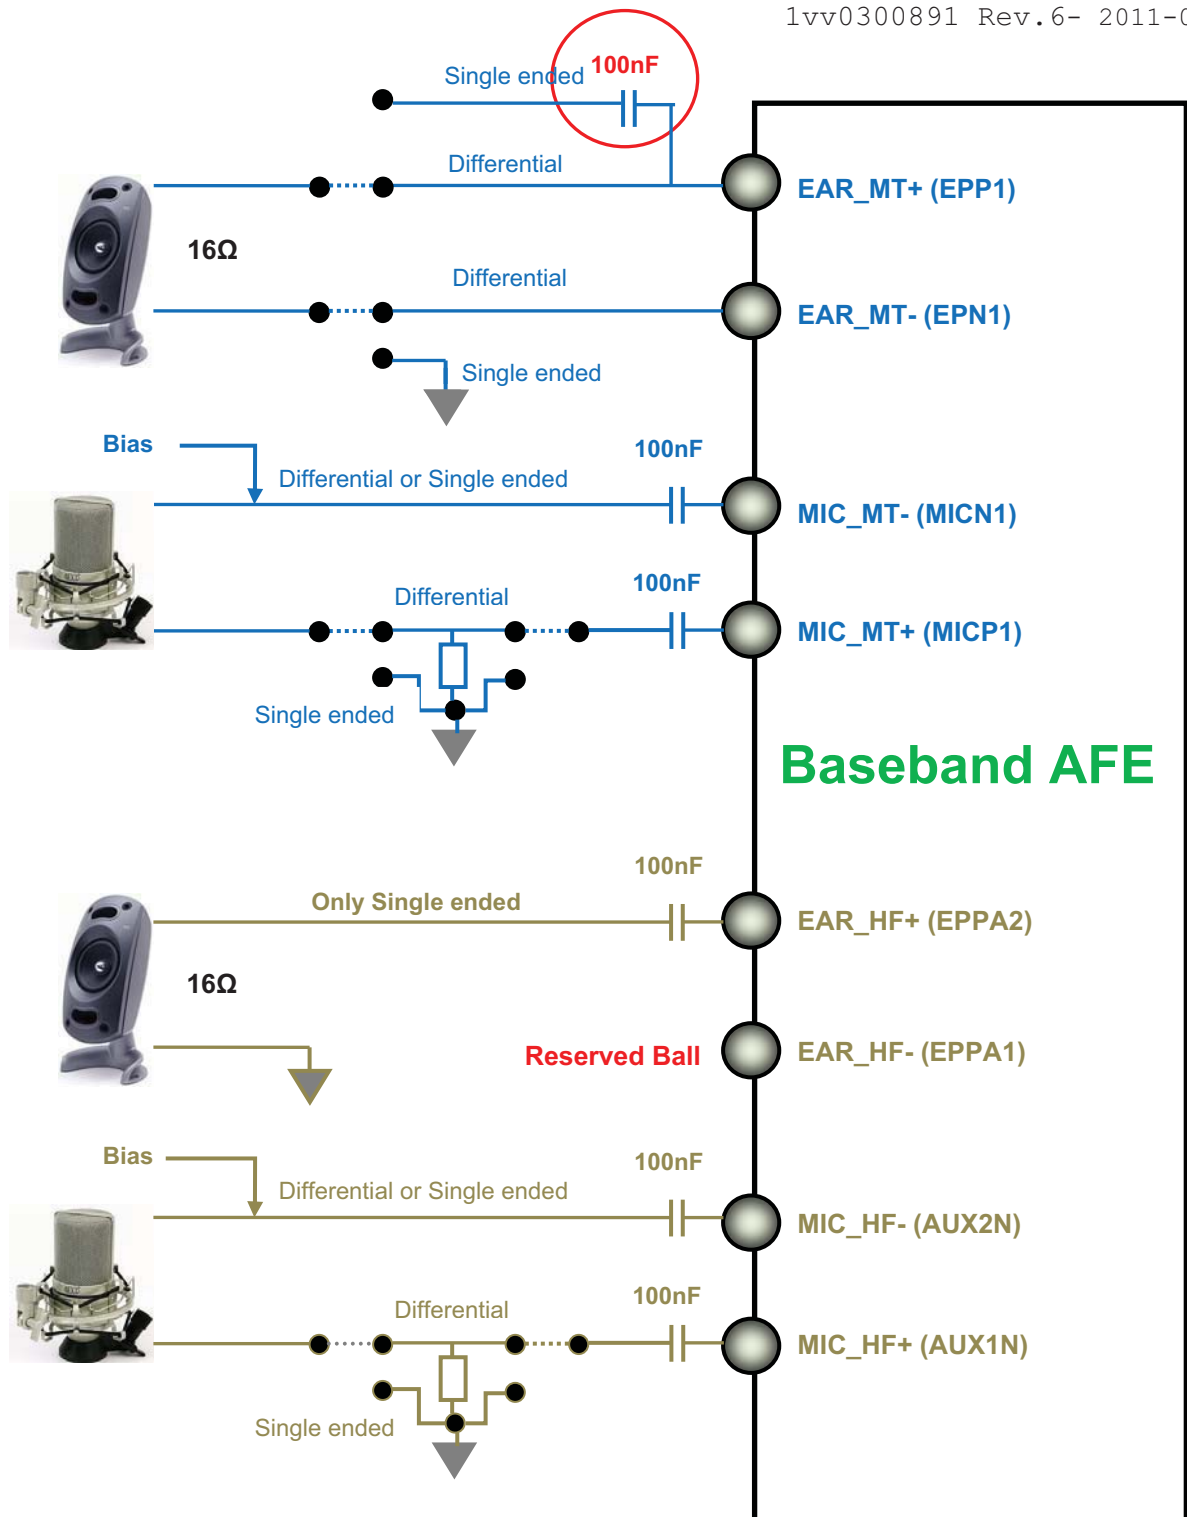 1vv0300891 Rev.6- 2011-0
Single ended
100nF
Differential
EAR_MT+ (EPP1)
16Ω
Differential
EAR_MT- (EPN1)
Single ended
Bias
100nF
Differential or Single ended
MIC_MT- (MICN1)
100nF
Differential
MIC_MT+ (MICP1)
Single ended
Baseband AFE
100nF
Only Single ended
EAR_HF+ (EPPA2)
16Ω
Reserved Ball
EAR_HF- (EPPA1)
Bias
100nF
Differential or Single ended
MIC_HF- (AUX2N)
100nF
Differential
MIC_HF+ (AUX1N)
Single ended